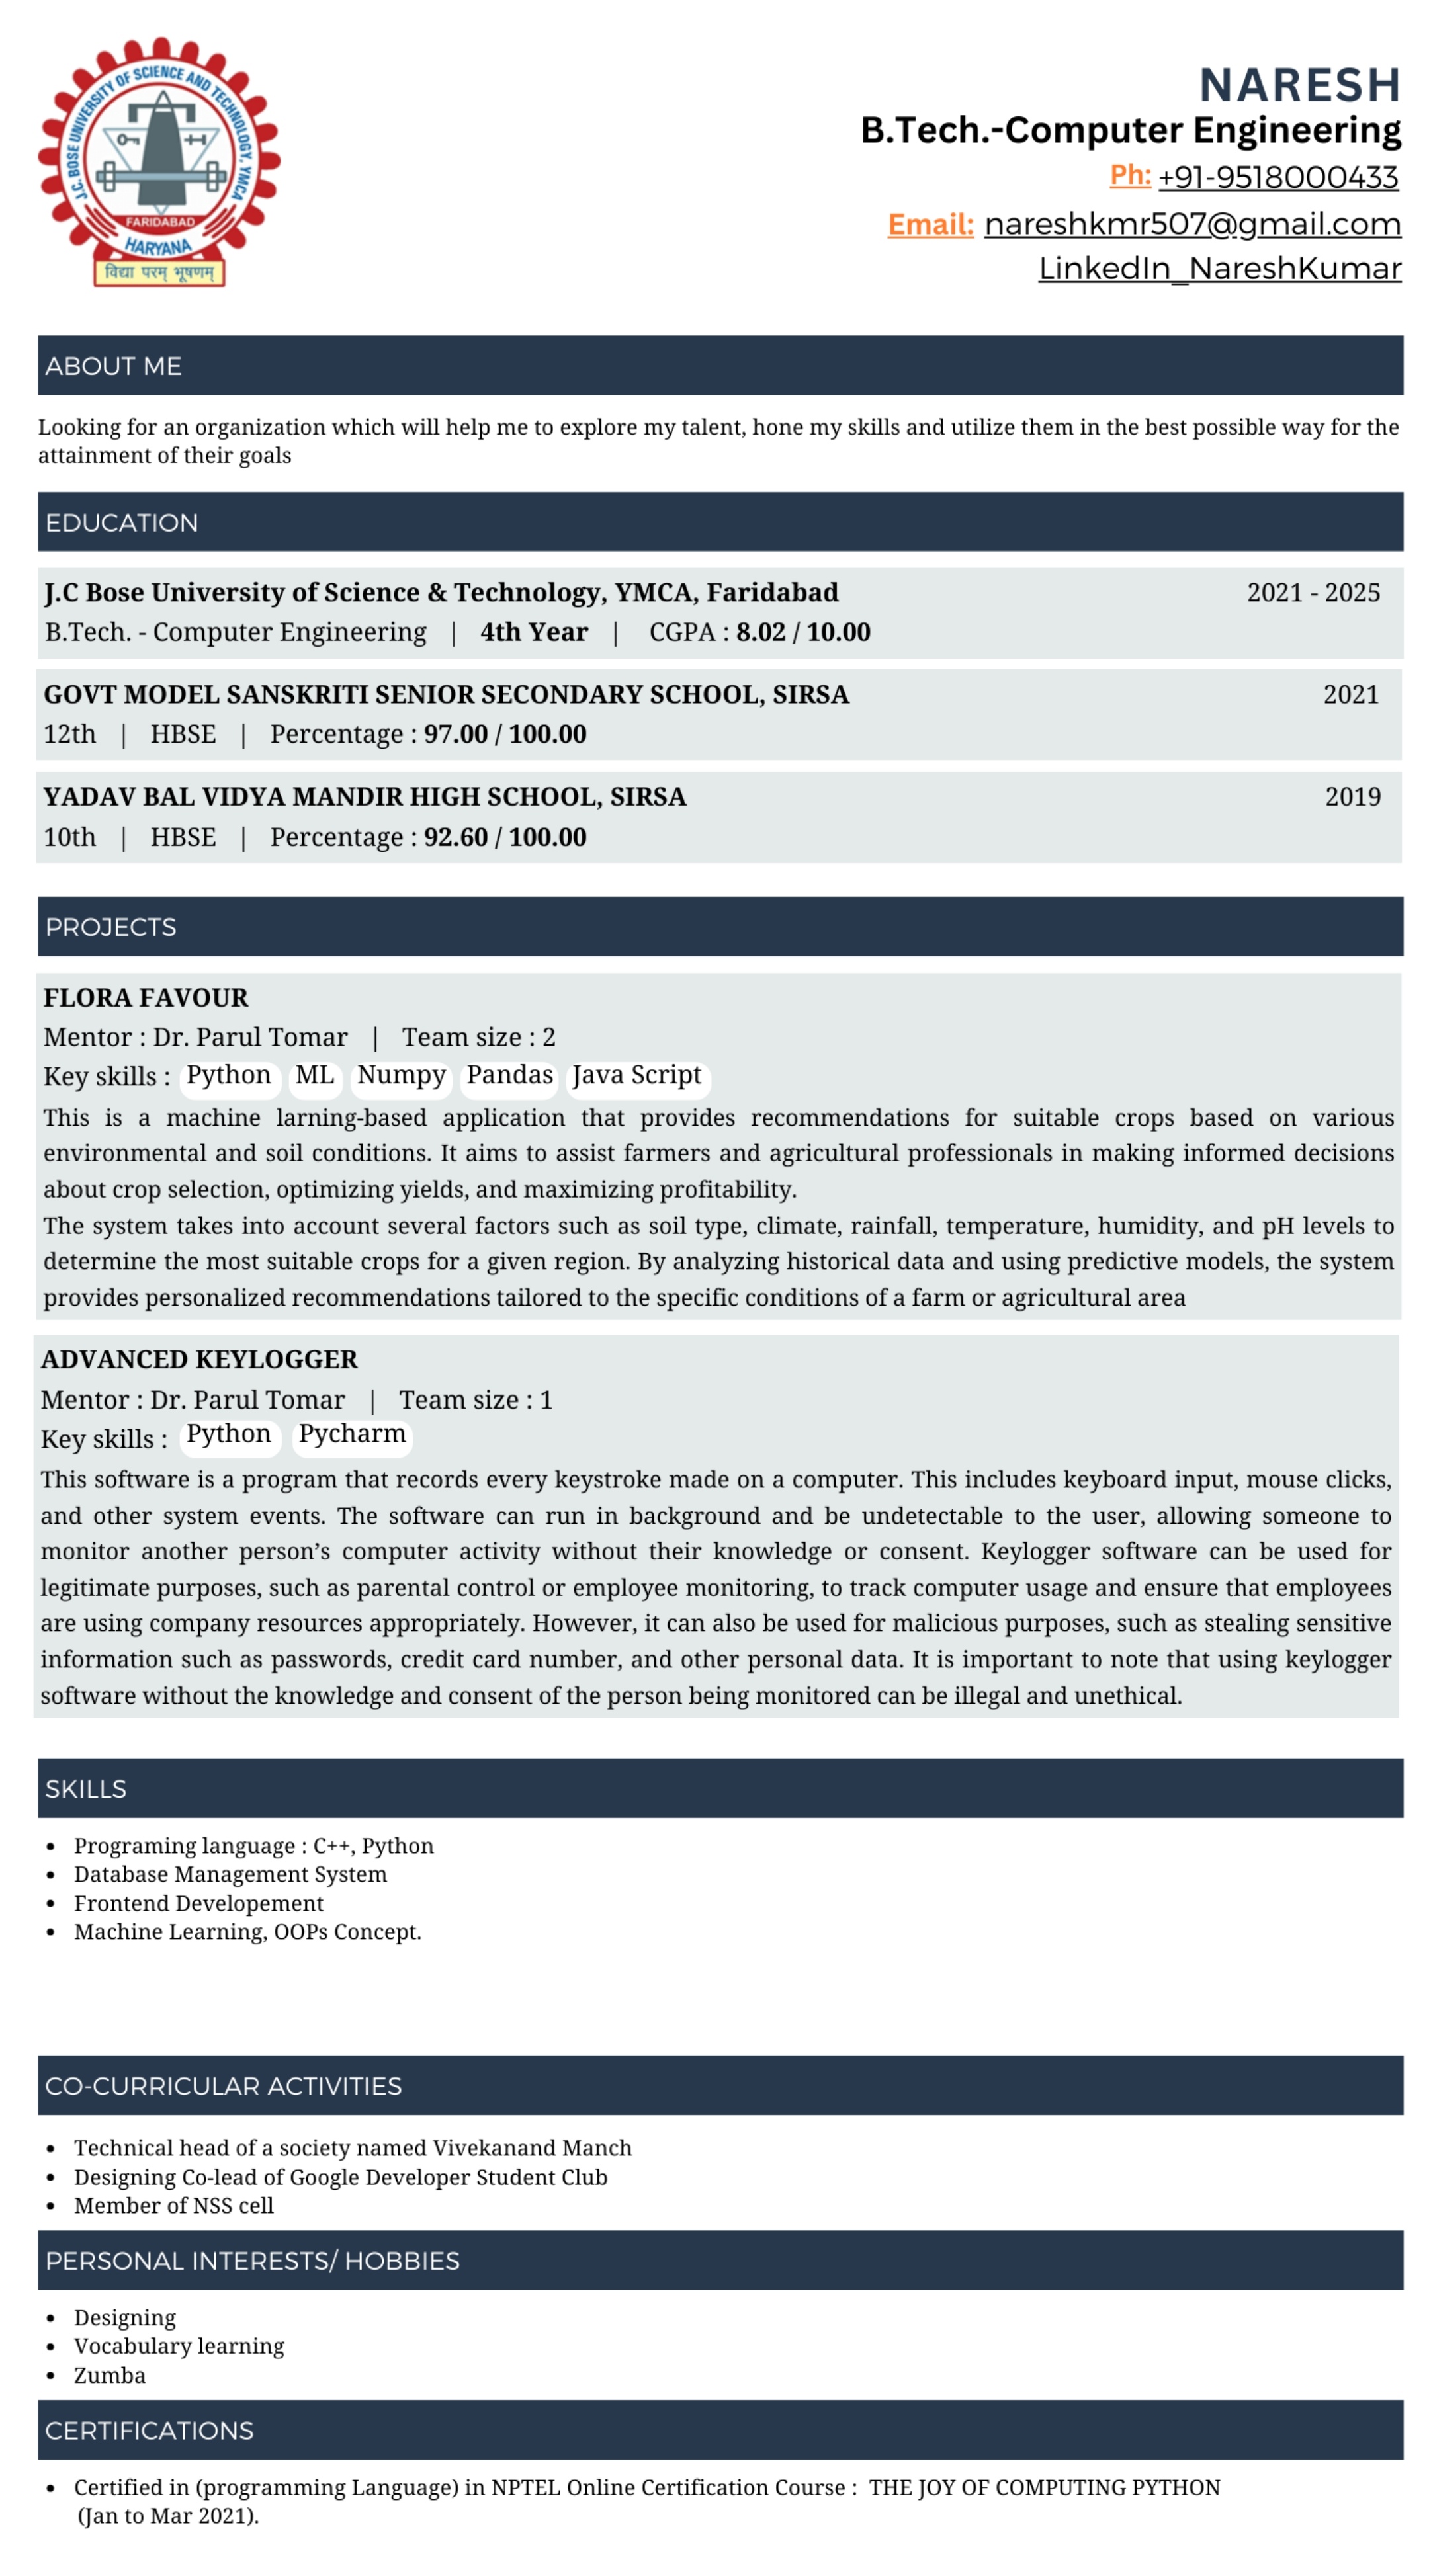 J.C. BOSE UNIVERSITY OF SCIENCE AND TECHNOLOGY, YMCA
FARIDABAD
HARYANA
विद्या परम् भूषणम्
NARESH
B.Tech.-Computer Engineering
Ph: +91-9518000433
Email: nareshkmr507@gmail.com
LinkedIn_NareshKumar
ABOUT ME
Looking for an organization which will help me to explore my talent, hone my skills and utilize them in the best possible way for the
attainment of their goals
EDUCATION
J.C Bose University of Science & Technology, YMCA, Faridabad 2021 - 2025
B.Tech. - Computer Engineering | 4th Year | CGPA : 8.02 / 10.00
GOVT MODEL SANSKRITI SENIOR SECONDARY SCHOOL, SIRSA 2021
12th | HBSE | Percentage : 97.00 / 100.00
YADAV BAL VIDYA MANDIR HIGH SCHOOL, SIRSA 2019
10th | HBSE | Percentage : 92.60 / 100.00
PROJECTS
FLORA FAVOUR
Mentor : Dr. Parul Tomar | Team size : 2
Key skills : Python ML Numpy Pandas Java Script
This is a machine larning-based application that provides recommendations for suitable crops based on various
environmental and soil conditions. It aims to assist farmers and agricultural professionals in making informed decisions
about crop selection, optimizing yields, and maximizing profitability.
The system takes into account several factors such as soil type, climate, rainfall, temperature, humidity, and pH levels to
determine the most suitable crops for a given region. By analyzing historical data and using predictive models, the system
provides personalized recommendations tailored to the specific conditions of a farm or agricultural area
ADVANCED KEYLOGGER
Mentor : Dr. Parul Tomar | Team size : 1
Key skills : Python Pycharm
This software is a program that records every keystroke made on a computer. This includes keyboard input, mouse clicks,
and other system events. The software can run in background and be undetectable to the user, allowing someone to
monitor another person’s computer activity without their knowledge or consent. Keylogger software can be used for
legitimate purposes, such as parental control or employee monitoring, to track computer usage and ensure that employees
are using company resources appropriately. However, it can also be used for malicious purposes, such as stealing sensitive
information such as passwords, credit card number, and other personal data. It is important to note that using keylogger
software without the knowledge and consent of the person being monitored can be illegal and unethical.
SKILLS
• Programing language : C++, Python
• Database Management System
• Frontend Developement
• Machine Learning, OOPs Concept.
CO-CURRICULAR ACTIVITIES
• Technical head of a society named Vivekanand Manch
• Designing Co-lead of Google Developer Student Club
• Member of NSS cell
PERSONAL INTERESTS/ HOBBIES
• Designing
• Vocabulary learning
• Zumba
CERTIFICATIONS
• Certified in (programming Language) in NPTEL Online Certification Course : THE JOY OF COMPUTING PYTHON
(Jan to Mar 2021).